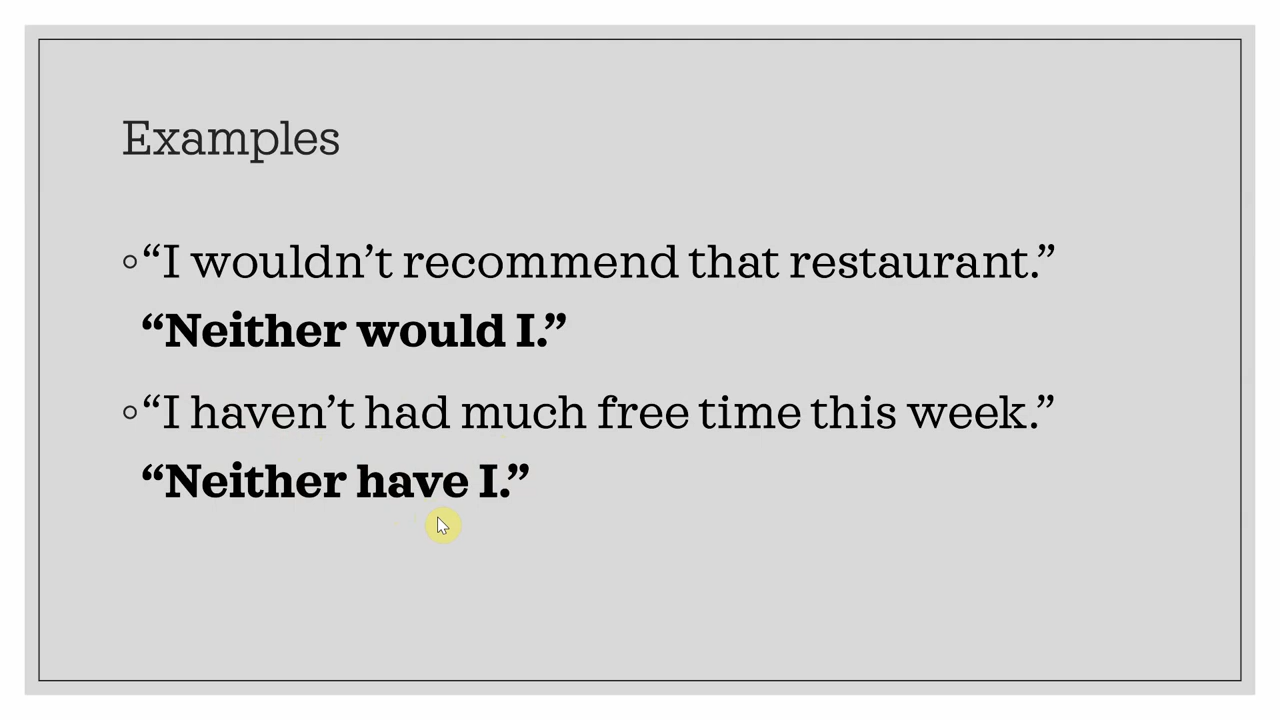 Examples
◦“I wouldn’t recommend that restaurant.”
“Neither would I.”
◦“I haven’t had much free time this week.”
“Neither have I.”